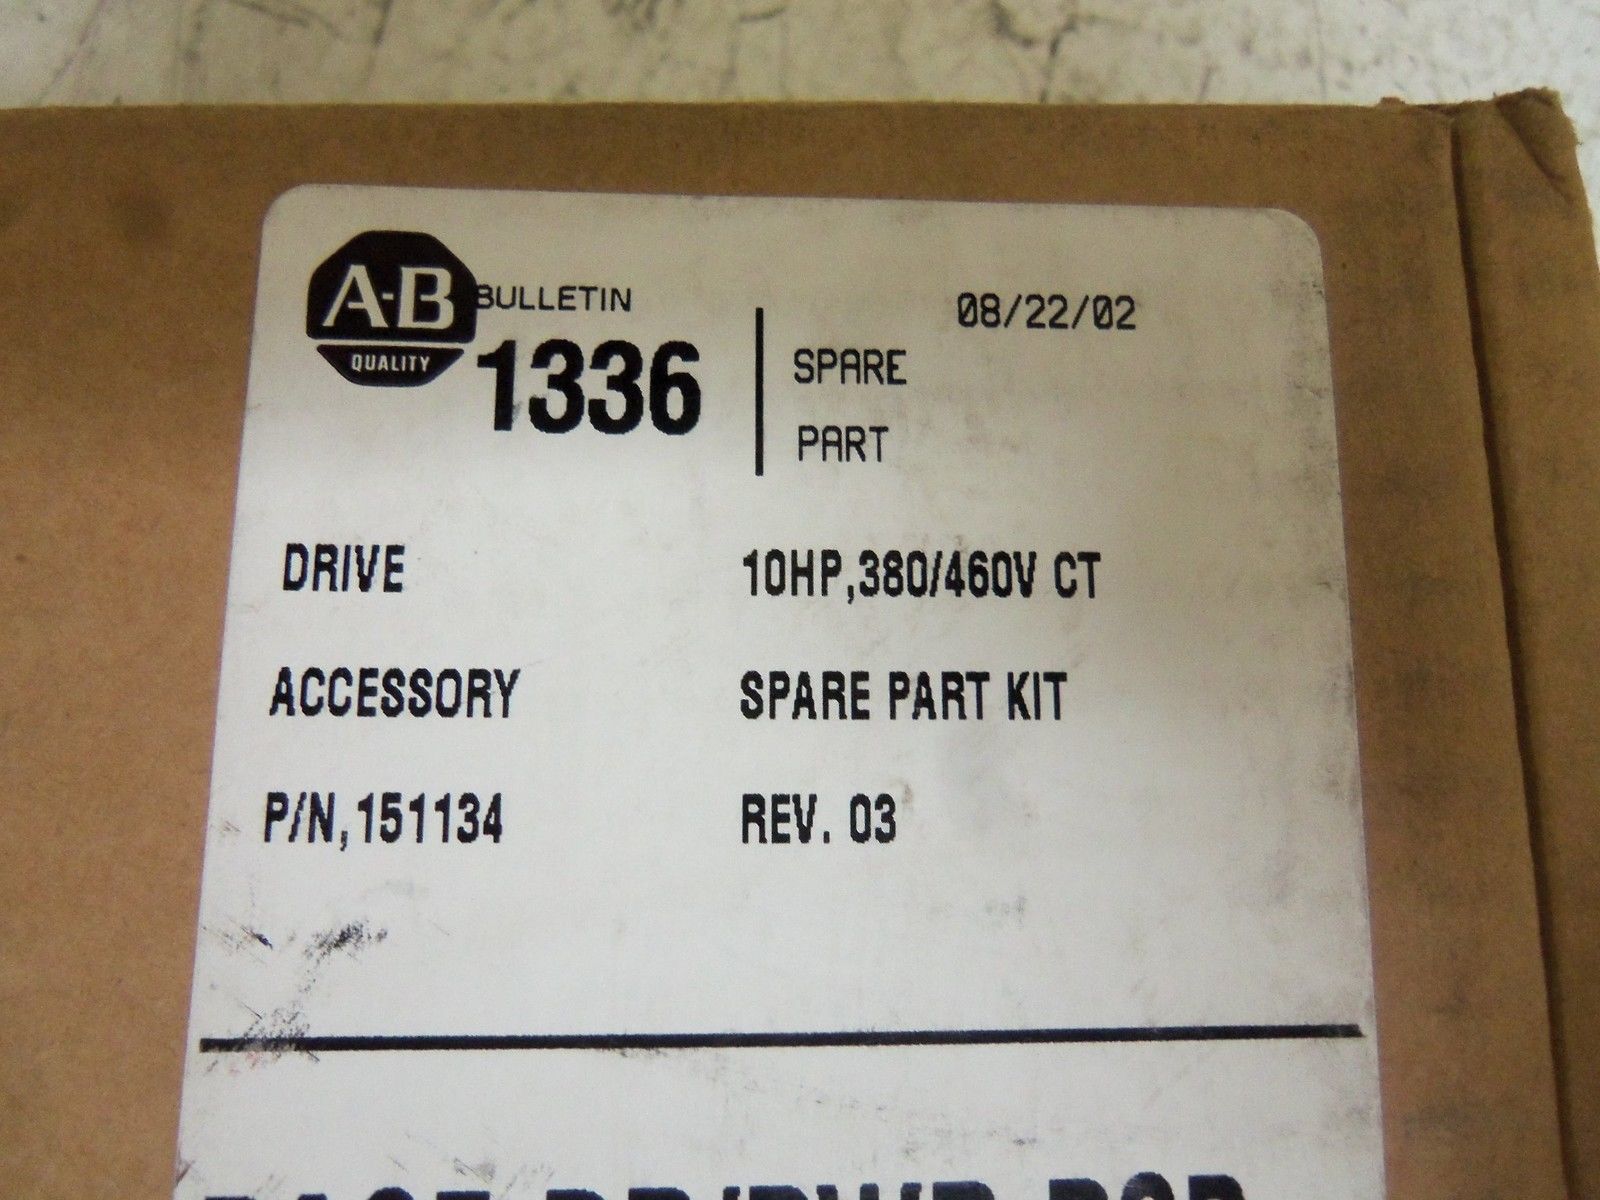 A-B
QUALITY
BULLETIN
1336
08/22/02
SPARE
PART
DRIVE 10HP,380/460V CT
ACCESSORY SPARE PART KIT
P/N,151134 REV. 03